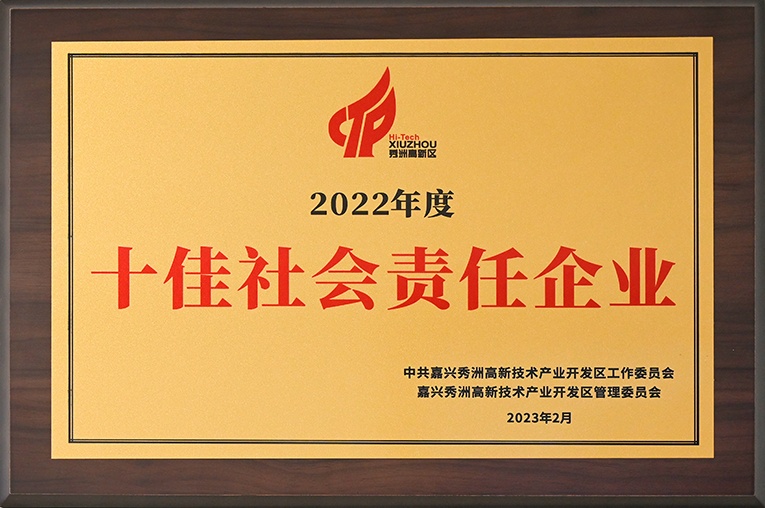 Hi-Tech
XIUZHOU
秀洲高新区
2022年度
十佳社会责任企业
中共嘉兴秀洲高新技术产业开发区工作委员会
嘉兴秀洲高新技术产业开发区管理委员会
2023年2月